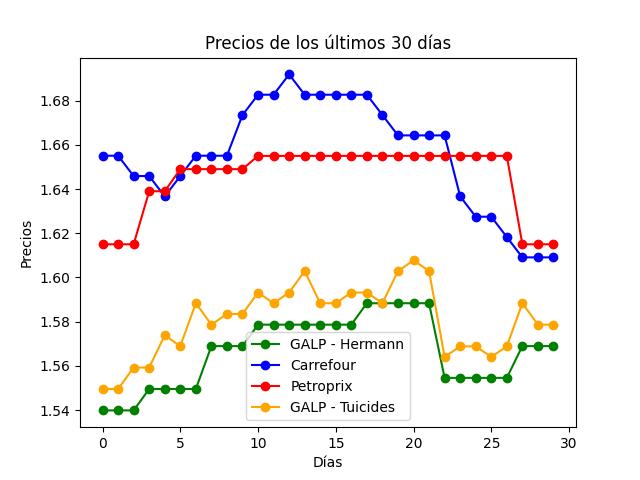 Precios de los últimos 30 días
Precios
1.68
1.66
1.64
1.62
1.60
1.58
1.56
1.54
GALP - Hermann
Carrefour
Petroprix
GALP - Tuicides
0 5 10 15 20 25 30
Días